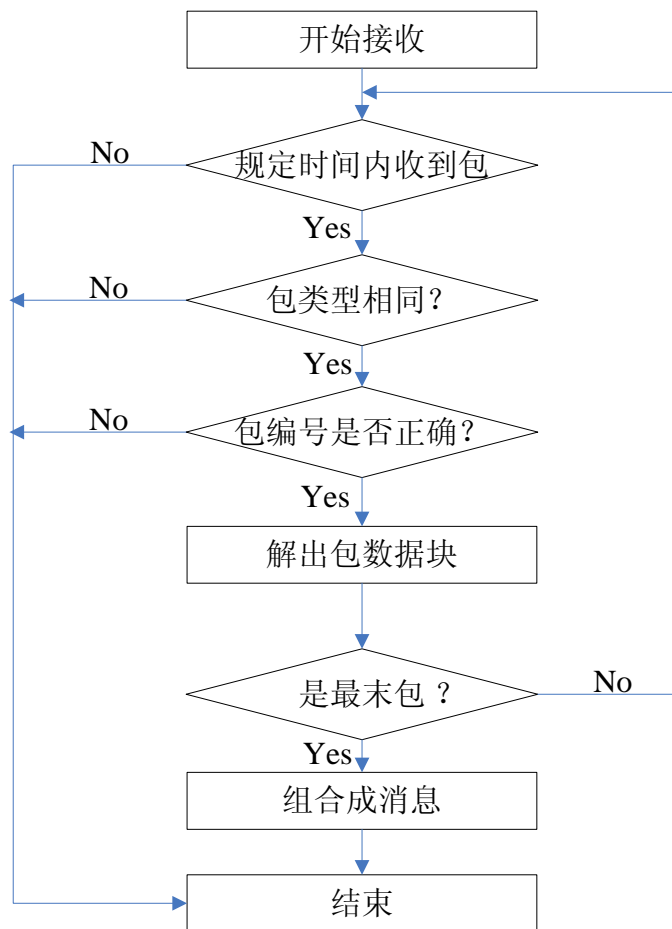 开始接收
No
规定时间内收到包
Yes
No
包类型相同？
Yes
No
包编号是否正确？
Yes
解出包数据块
是最末包 ？
No
Yes
组合成消息
结束